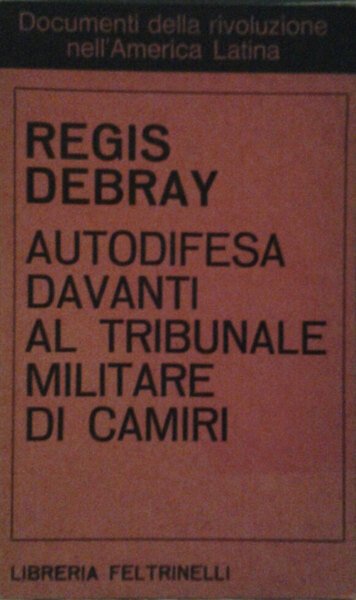 Documenti della rivoluzione
nell'America Latina
REGIS
DEBRAY
AUTODIFESA
DAVANTI
AL TRIBUNALE
MILITARE
DI CAMIRI
LIBRERIA FELTRINELLI